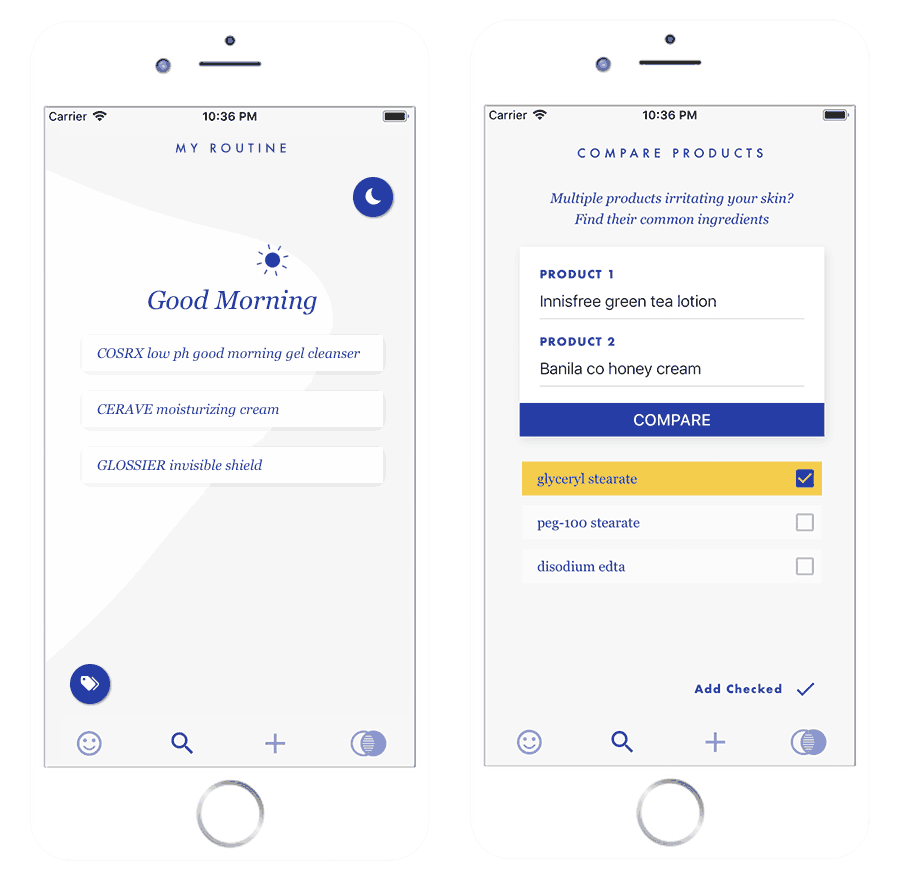 Carrier 10:36 PM
MY ROUTINE
Good Morning
COSRX low ph good morning gel cleanser
CERAVE moisturizing cream
GLOSSIER invisible shield
Carrier 10:36 PM
COMPARE PRODUCTS
Multiple products irritating your skin?
Find their common ingredients
PRODUCT 1
Innisfree green tea lotion
PRODUCT 2
Banila co honey cream
COMPARE
glyceryl stearate
peg-100 stearate
disodium edta
Add Checked